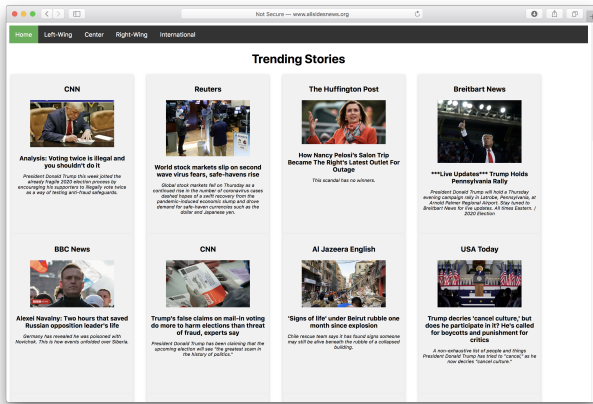 Not Secure — www.allsidesnews.org
Home
Left-Wing
Center
Right-Wing
International
Trending Stories
CNN
Analysis: Voting twice is illegal and
you shouldn't do it
President Donald Trump this week jolted the
already fragile 2020 election process by
encouraging his supporters to illegally vote twice
as a way of testing anti-fraud safeguards.
Reuters
World stock markets slip on second
wave virus fears, safe-havens rise
Global stock markets fell on Thursday as a
continued rise in the number of coronavirus cases
dashed hopes of a swift recovery from the
pandemic-induced economic slump and drove
demand for safe-haven currencies such as the
dollar and Japanese yen.
The Huffington Post
How Nancy Pelosi's Salon Trip
Became The Right's Latest Outlet For
Outrage
This scandal has no winners.
Breitbart News
***Live Updates*** Trump Holds
Pennsylvania Rally
President Donald Trump will hold a Thursday
evening campaign rally in Latrobe, Pennsylvania, at
Arnold Palmer Regional Airport. Stay tuned to
Breitbart News for live updates. All times Eastern. |
2020 Election
BBC News
Alexei Navalny: Two hours that saved
Russian opposition leader's life
Germany has revealed he was poisoned with
Novichok. This is how events unfolded over Siberia.
CNN
Trump's false claims on mail-in voting
do more to harm elections than threat
of fraud, experts say
President Donald Trump has been claiming that the
upcoming election will see "the greatest scam in
the history of politics."
Al Jazeera English
'Signs of life' under Beirut rubble one
month since explosion
Chile rescue team says it has found signs someone
may still be alive beneath the rubble of a collapsed
building.
USA Today
Trump decries 'cancel culture,' but
does he participate in it? He's called
for boycotts and punishment for
critics
A non-exhaustive list of people and things
President Donald Trump has tried to "cancel," as he
now decries "cancel culture."